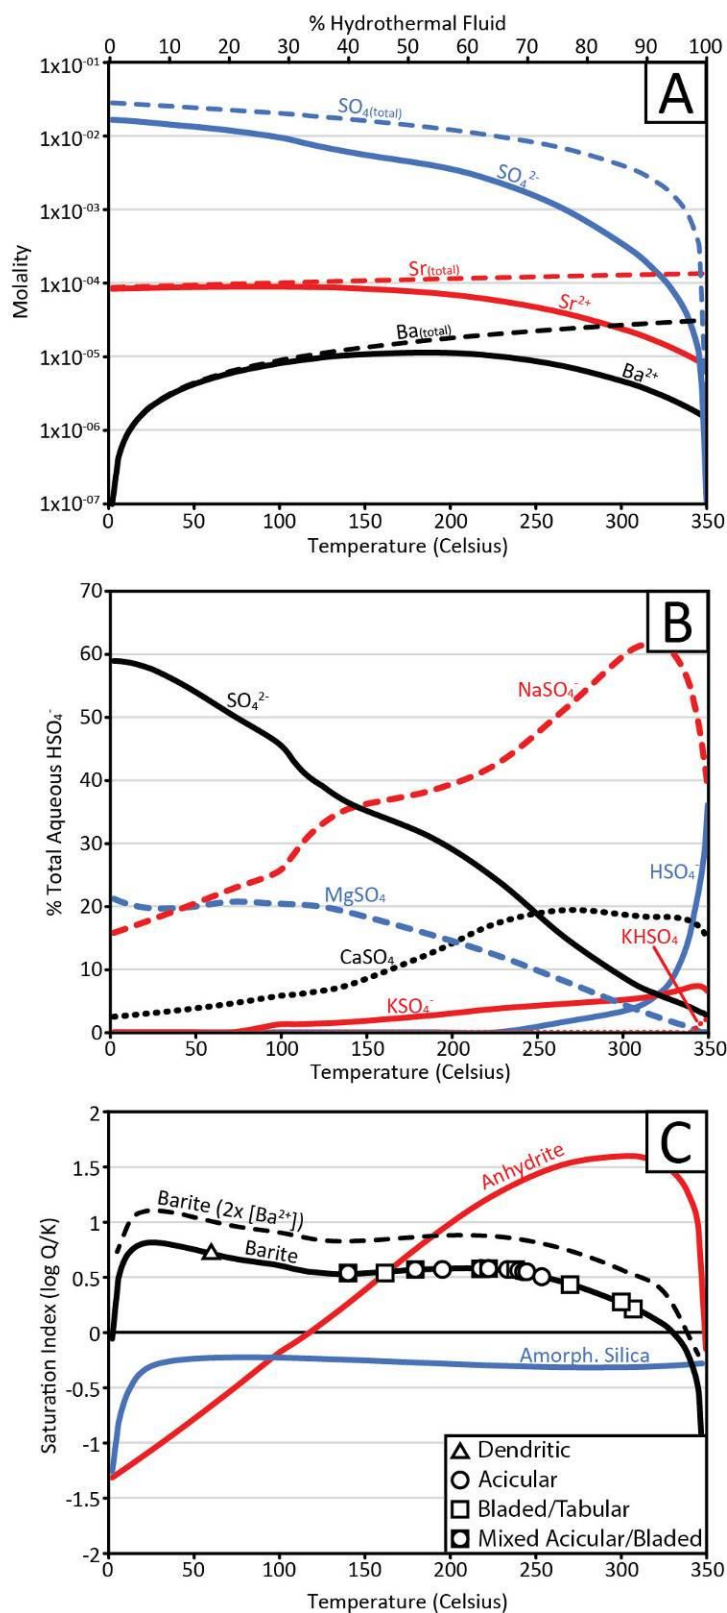 % Hydrothermal Fluid
0 10 20 30 40 50 60 70 80 90 100
A
1x10⁻⁰¹
1x10⁻⁰²
1x10⁻⁰³
1x10⁻⁰⁴
1x10⁻⁰⁵
1x10⁻⁰⁶
1x10⁻⁰⁷
Molality
SO₄(total)
SO₄²⁻
Sr(total)
Sr²⁺
Ba(total)
Ba²⁺
0 50 100 150 200 250 300 350
Temperature (Celsius)
B
70
60
50
40
30
20
10
0
% Total Aqueous HSO₄⁻
SO₄²⁻
NaSO₄⁻
MgSO₄
HSO₄⁻
KHSO₄
CaSO₄
KSO₄⁻
0 50 100 150 200 250 300 350
Temperature (Celsius)
C
2
1.5
1
0.5
0
-0.5
-1
-1.5
-2
Saturation Index (log Q/K)
Anhydrite
Barite (2x [Ba²⁺])
Barite
Amorph. Silica
Dendritic
Acicular
Bladed/Tabular
Mixed Acicular/Bladed
0 50 100 150 200 250 300 350
Temperature (Celsius)